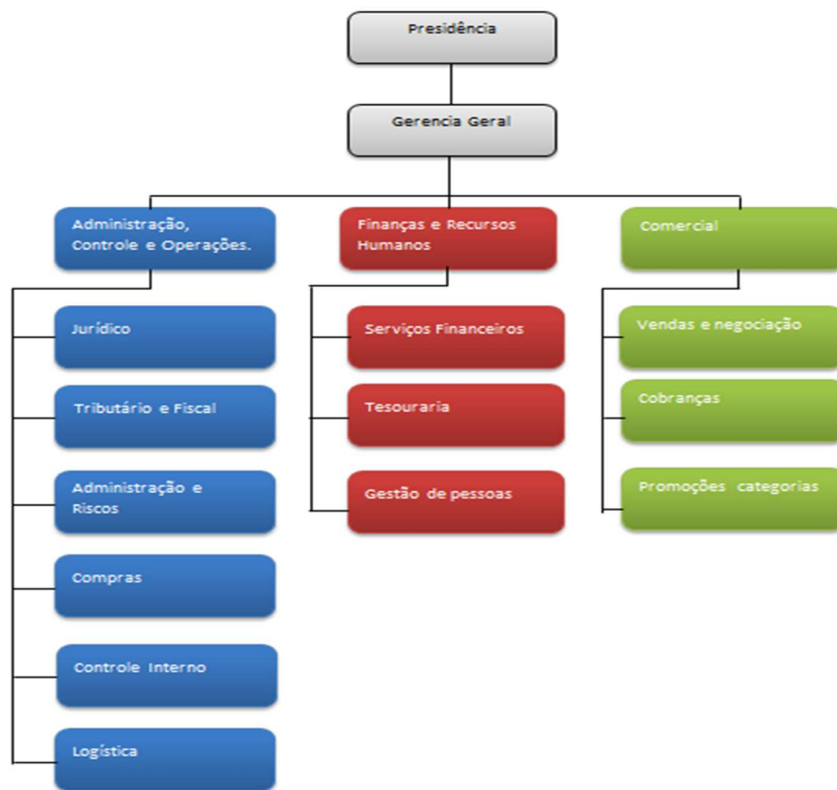 Presidência
Gerencia Geral
Administração,
Controle e Operações.
Jurídico
Tributário e Fiscal
Administração e
Riscos
Compras
Controle Interno
Logística
Finanças e Recursos
Humanos
Serviços Financeiros
Tesouraria
Gestão de pessoas
Comercial
Vendas e negociação
Cobranças
Promoções categorias